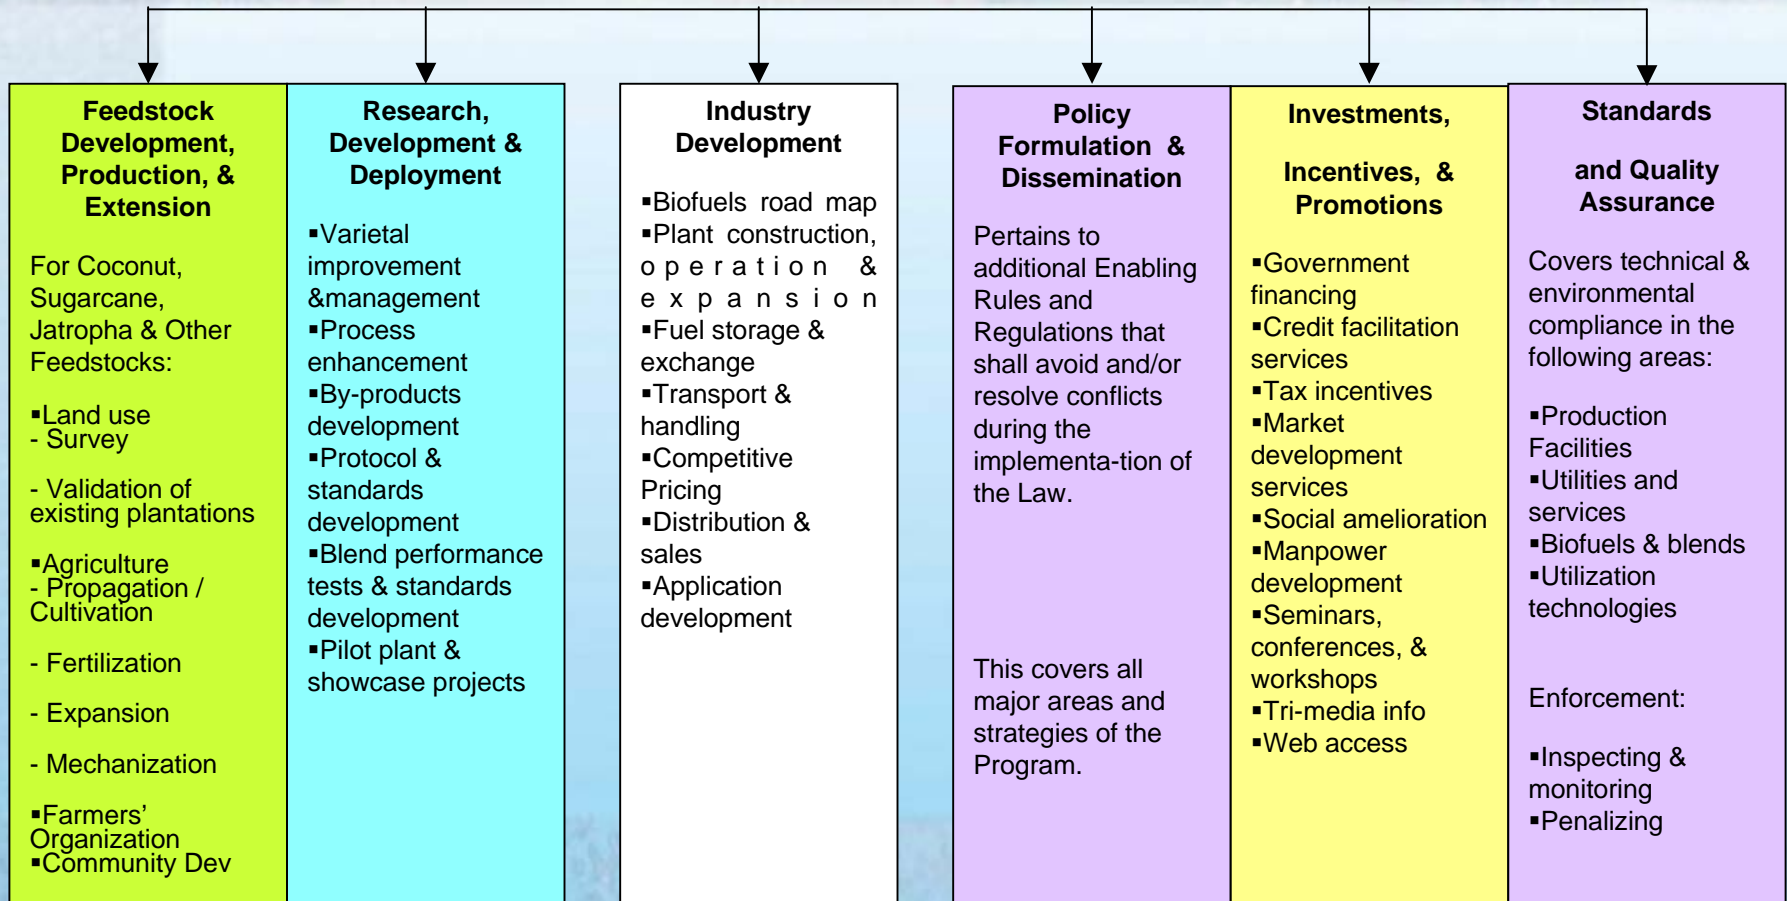 Feedstock
Development,
Production, &
Extension
For Coconut,
Sugarcane,
Jatropha & Other
Feedstocks:
▪Land use
- Survey
- Validation of
existing plantations
▪Agriculture
- Propagation /
Cultivation
- Fertilization
- Expansion
- Mechanization
▪Farmers’
Organization
▪Community Dev
Research,
Development &
Deployment
▪Varietal
improvement
&management
▪Process
enhancement
▪By-products
development
▪Protocol &
standards
development
▪Blend performance
tests & standards
development
▪Pilot plant &
showcase projects
Industry
Development
▪Biofuels road map
▪Plant construction,
operation &
expansion
▪Fuel storage &
exchange
▪Transport &
handling
▪Competitive
Pricing
▪Distribution &
sales
▪Application
development
Policy
Formulation &
Dissemination
Pertains to
additional Enabling
Rules and
Regulations that
shall avoid and/or
resolve conflicts
during the
implementa-tion of
the Law.
This covers all
major areas and
strategies of the
Program.
Investments,
Incentives, &
Promotions
▪Government
financing
▪Credit facilitation
services
▪Tax incentives
▪Market
development
services
▪Social amelioration
▪Manpower
development
▪Seminars,
conferences, &
workshops
▪Tri-media info
▪Web access
Standards
and Quality
Assurance
Covers technical &
environmental
compliance in the
following areas:
▪Production
Facilities
▪Utilities and
services
▪Biofuels & blends
▪Utilization
technologies
Enforcement:
▪Inspecting &
monitoring
▪Penalizing